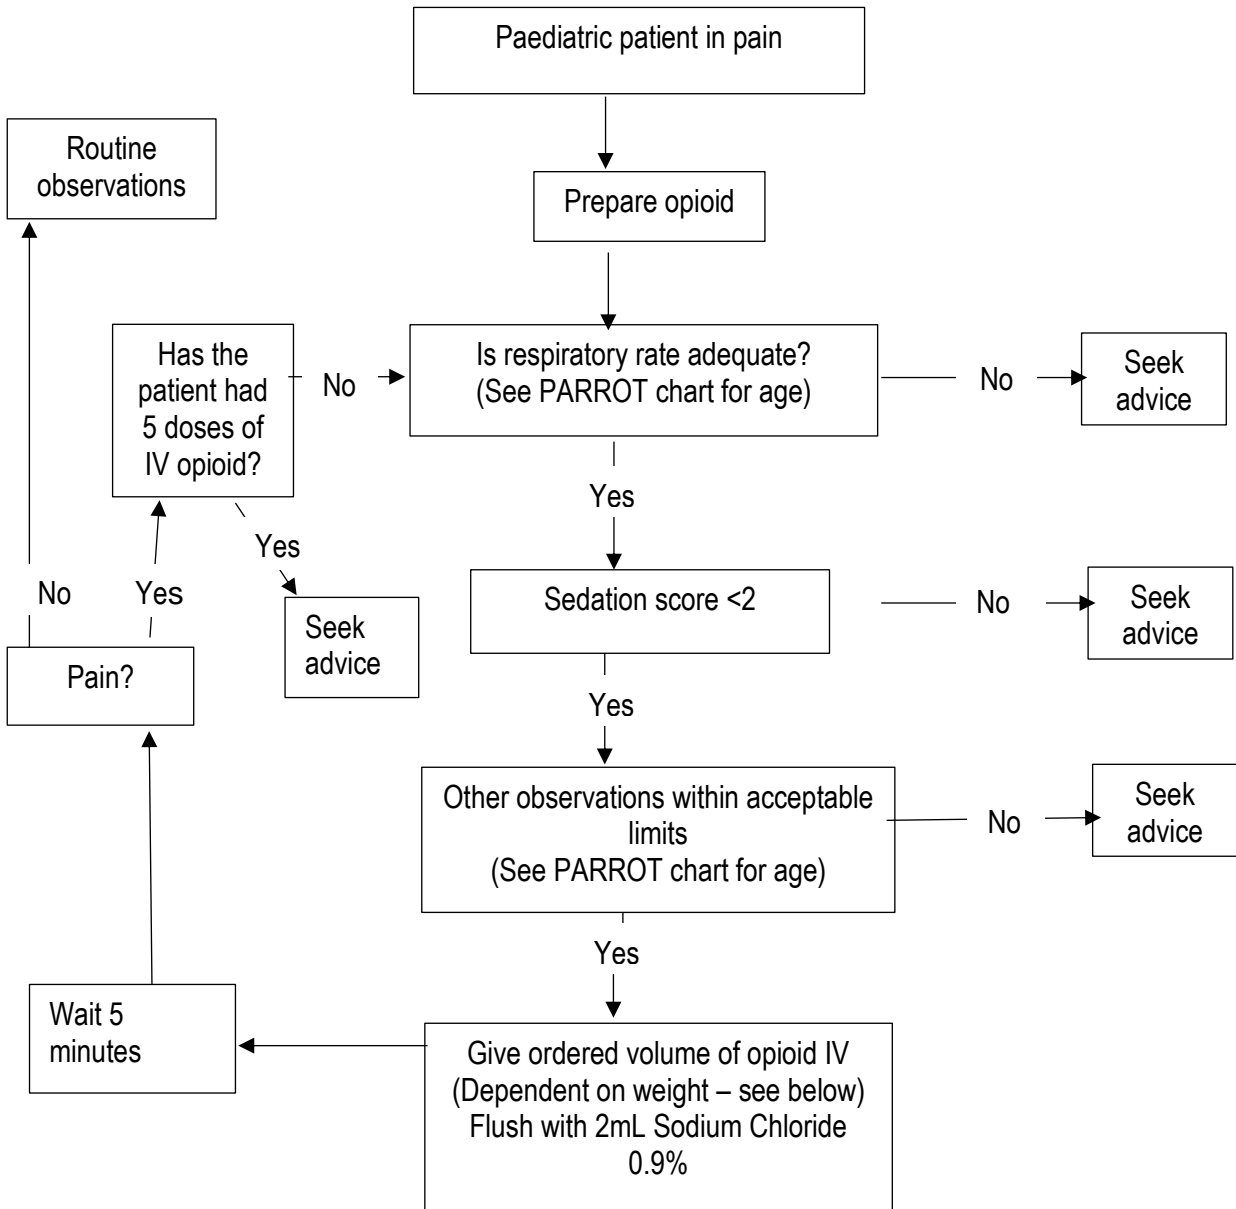 Paediatric patient in pain
Routine
observations
Prepare opioid
Has the
patient had
5 doses of
IV opioid?
No
Is respiratory rate adequate?
(See PARROT chart for age)
No
Seek
advice
Yes
Yes
Seek
advice
No
Yes
Sedation score <2
No
Seek
advice
Pain?
Yes
Other observations within acceptable
limits
(See PARROT chart for age)
No
Seek
advice
Yes
Wait 5
minutes
Give ordered volume of opioid IV
(Dependent on weight – see below)
Flush with 2mL Sodium Chloride
0.9%